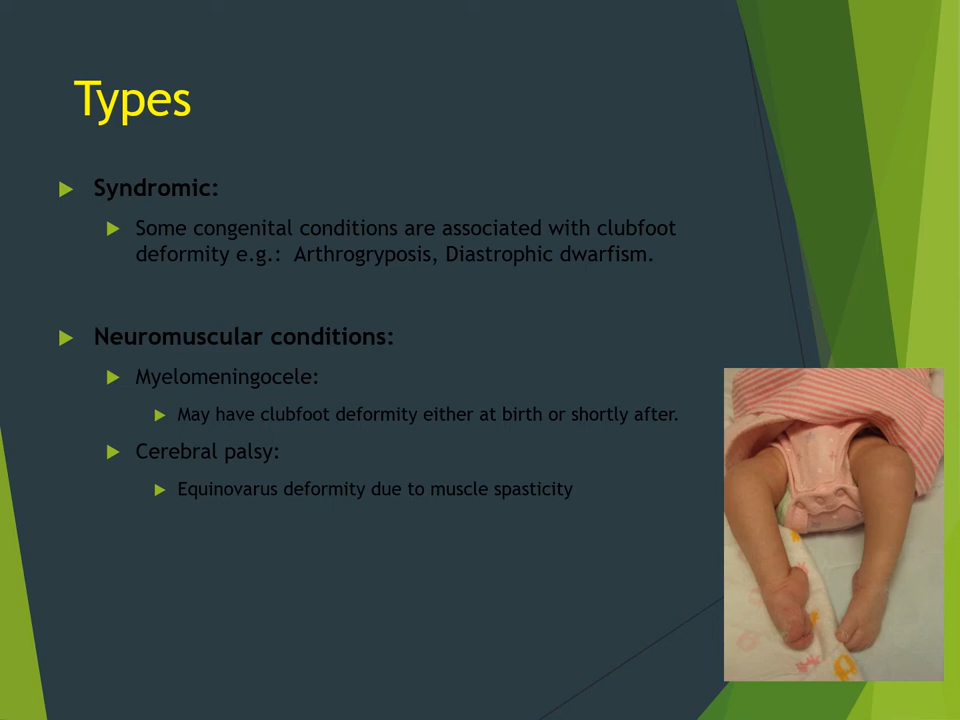 Types
Syndromic:
Some congenital conditions are associated with clubfoot
deformity e.g.: Arthrogryposis, Diastrophic dwarfism.
Neuromuscular conditions:
Myelomeningocele:
May have clubfoot deformity either at birth or shortly after.
Cerebral palsy:
Equinovarus deformity due to muscle spasticity